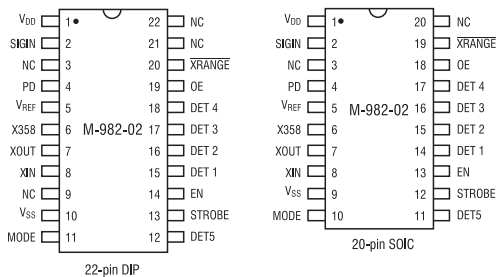 VDD 1 22 NC
SIGIN 2 21 NC
NC 3 20 XRANGE
PD 4 19 OE
VREF 5 18 DET 4
X358 6 M-982-02 17 DET 3
XOUT 7 16 DET 2
XIN 8 15 DET 1
NC 9 14 EN
VSS 10 13 STROBE
MODE 11 12 DET5
22-pin DIP
VDD 1 20 NC
SIGIN 2 19 XRANGE
NC 3 18 OE
PD 4 17 DET 4
VREF 5 M-982-02 16 DET 3
X358 6 15 DET 2
XOUT 7 14 DET 1
XIN 8 13 EN
VSS 9 12 STROBE
MODE 10 11 DET5
20-pin SOIC